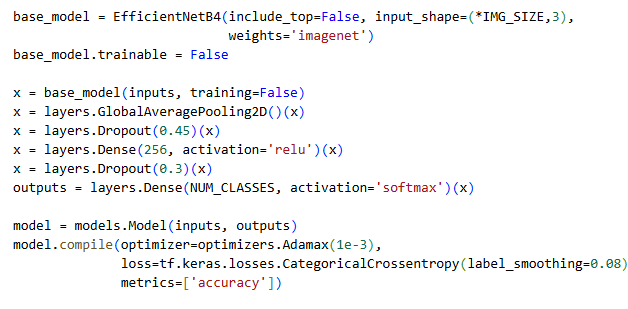 base_model = EfficientNetB4(include_top=False, input_shape=(*IMG_SIZE,3),
                            weights='imagenet')
base_model.trainable = False

x = base_model(inputs, training=False)
x = layers.GlobalAveragePooling2D()(x)
x = layers.Dropout(0.45)(x)
x = layers.Dense(256, activation='relu')(x)
x = layers.Dropout(0.3)(x)
outputs = layers.Dense(NUM_CLASSES, activation='softmax')(x)

model = models.Model(inputs, outputs)
model.compile(optimizer=optimizers.Adamax(1e-3),
              loss=tf.keras.losses.CategoricalCrossentropy(label_smoothing=0.08)
              metrics=['accuracy'])